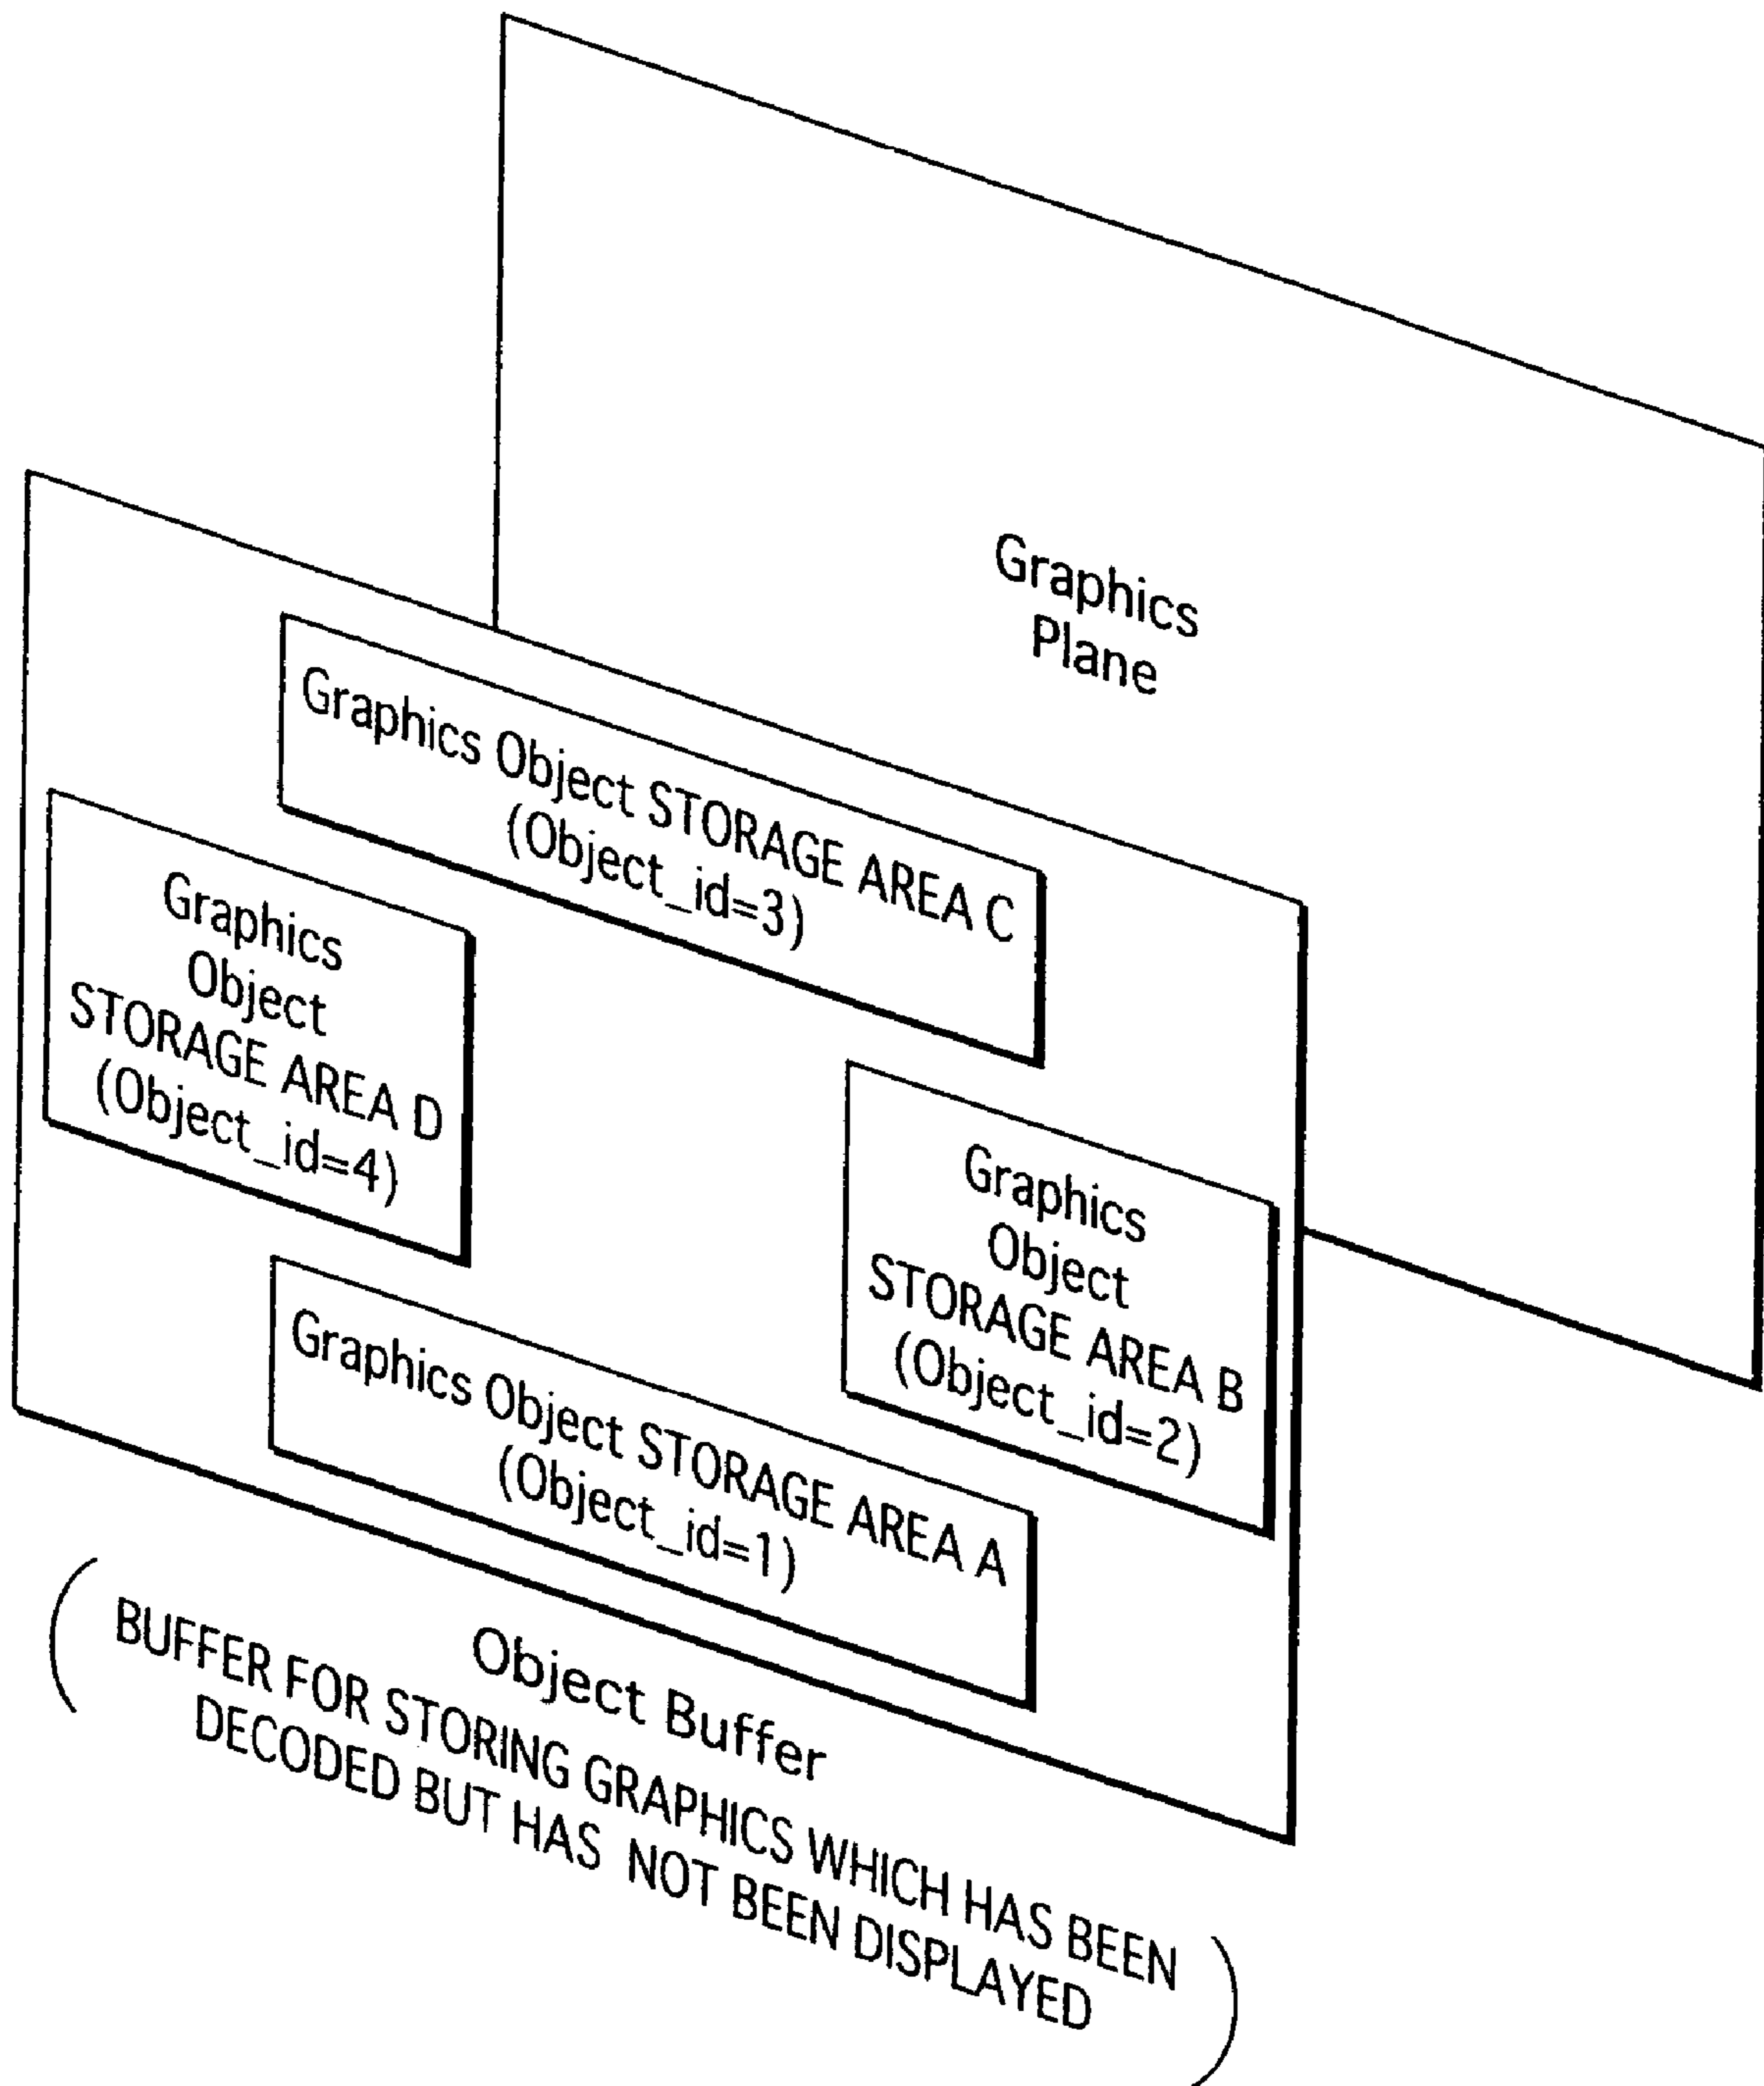 Graphics
Plane
Graphics Object STORAGE AREA C
(Object_id=3)
Graphics
Object
STORAGE AREA D
(Object_id=4)
Graphics
Object
STORAGE AREA B
(Object_id=2)
Graphics Object STORAGE AREA A
(Object_id=1)
Object Buffer
( BUFFER FOR STORING GRAPHICS WHICH HAS BEEN
DECODED BUT HAS NOT BEEN DISPLAYED )